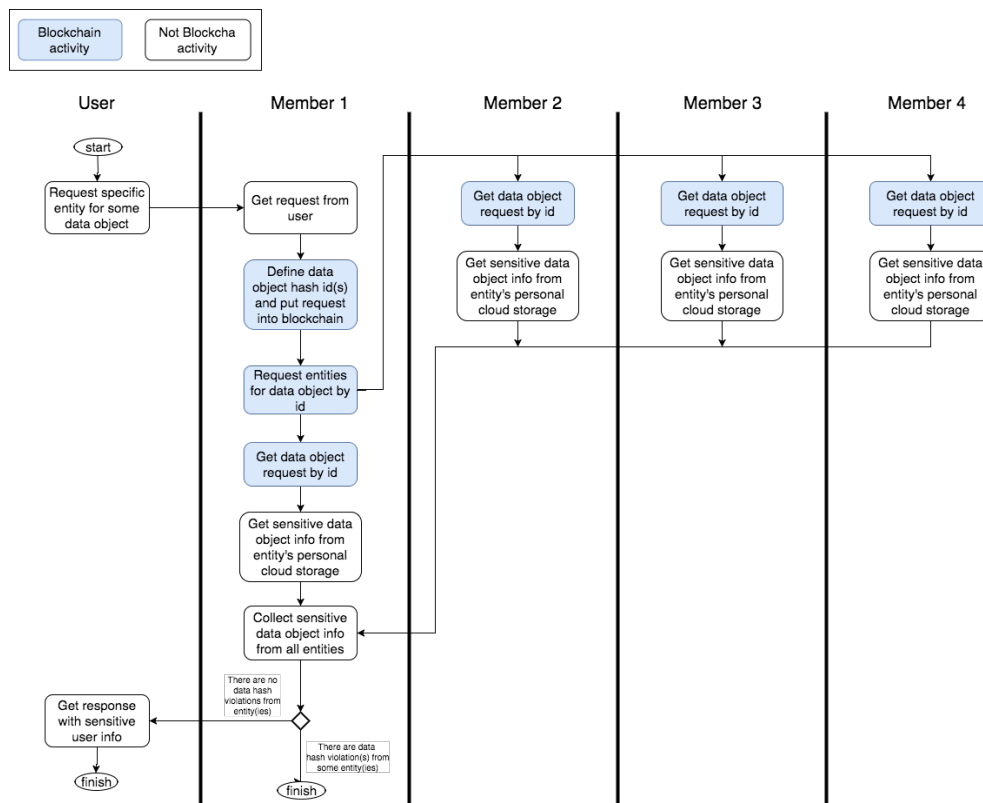 Blockchain
activity
Not Blockcha
activity
User
Member 1
Member 2
Member 3
Member 4
start
Request specific
entity for some
data object
Get request from
user
Get data object
request by id
Get data object
request by id
Get data object
request by id
Define data
object hash id(s)
and put request
into blockchain
Get sensitive data
object info from
entity's personal
cloud storage
Get sensitive data
object info from
entity's personal
cloud storage
Get sensitive data
object info from
entity's personal
cloud storage
Request entities
for data object by
id
Get data object
request by id
Get sensitive data
object info from
entity's personal
cloud storage
Collect sensitive
data object info
from all entities
There are no
data hash
violations from
entity(ies)
Get response
with sensitive
user info
There are data
hash violation(s) from
some entity(ies)
finish
finish